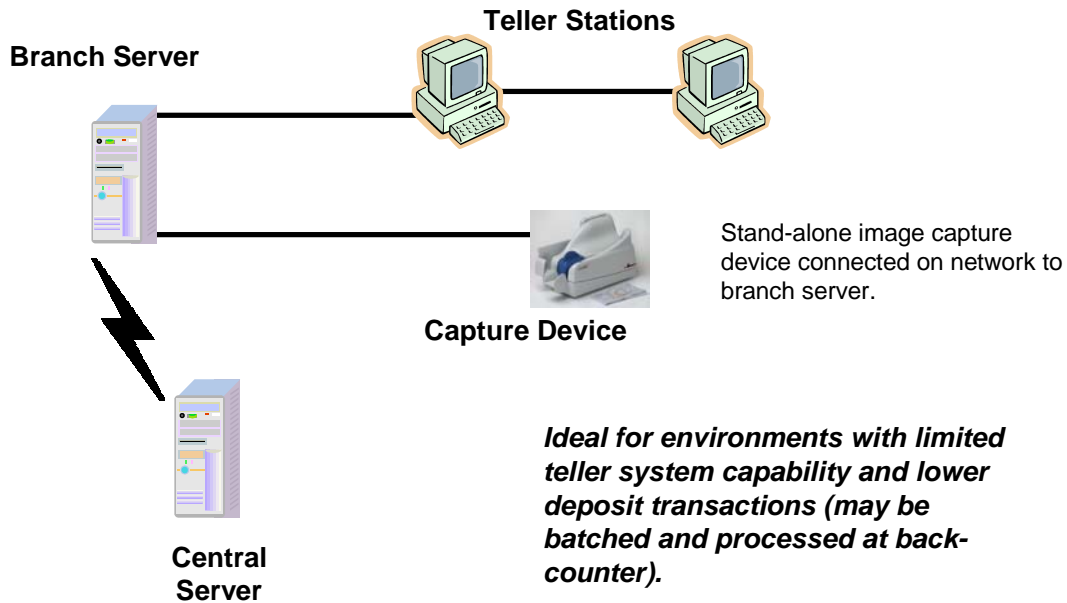 Teller Stations
Branch Server
Stand-alone image capture
device connected on network to
branch server.
Capture Device
Ideal for environments with limited
teller system capability and lower
deposit transactions (may be
batched and processed at back-
counter).
Central
Server